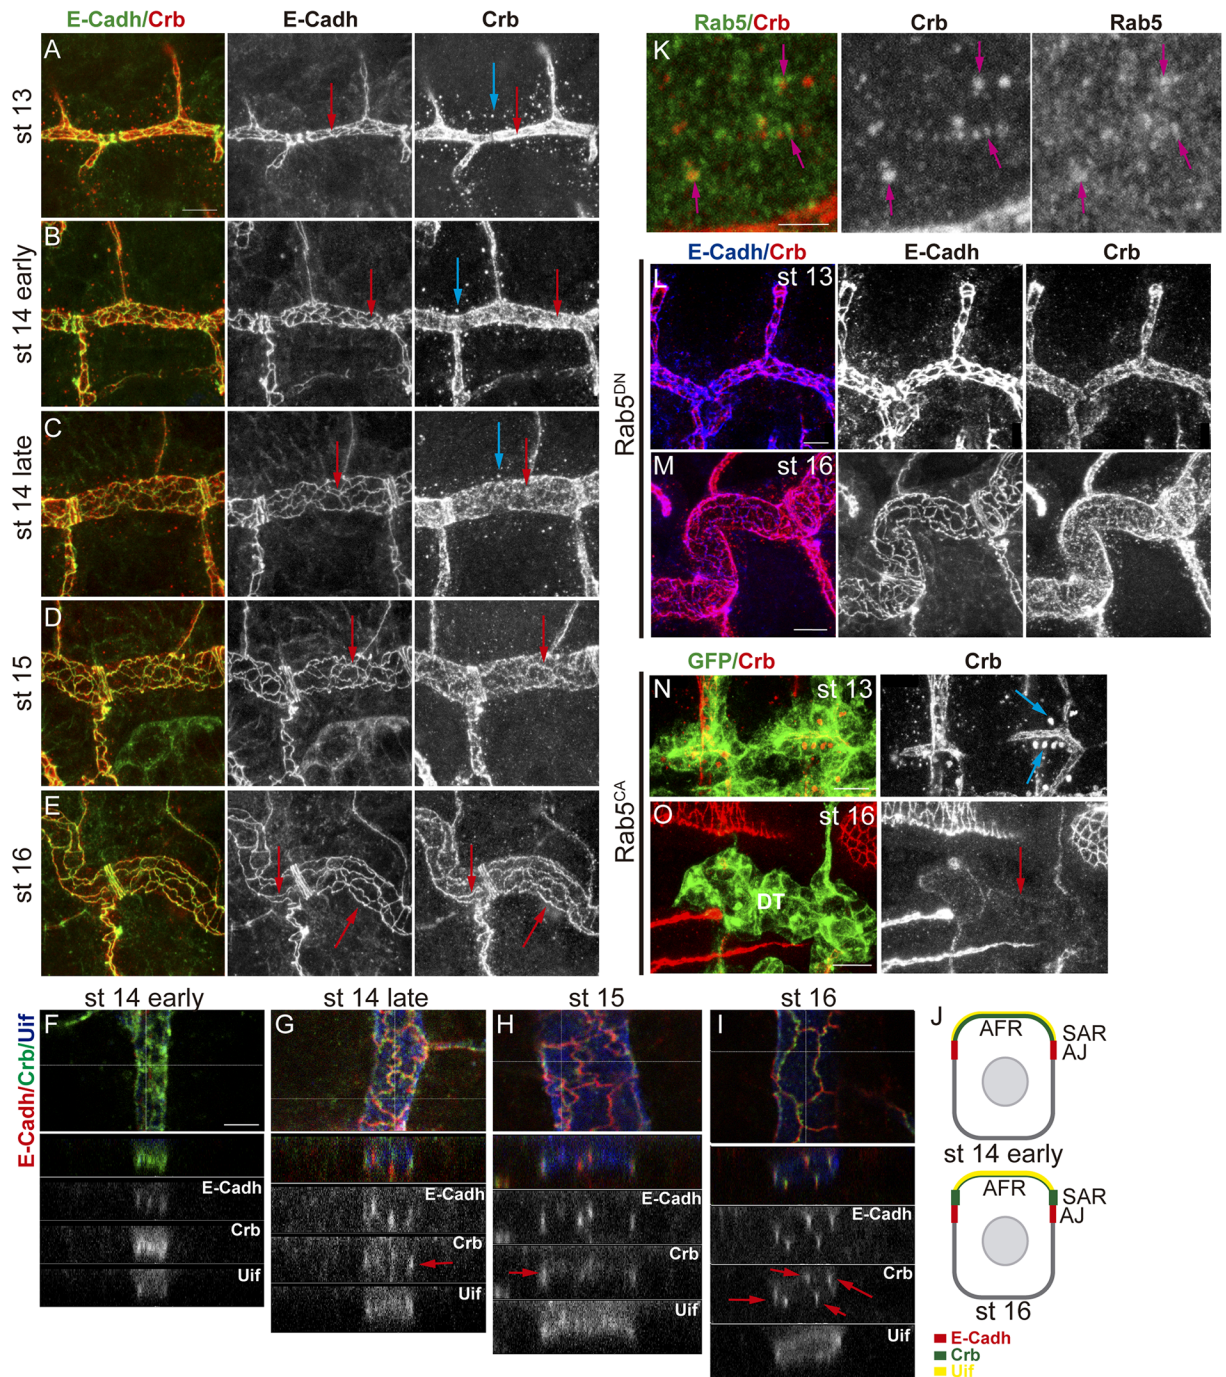 E-Cadh/Crb E-Cadh Crb
A
st 13
B
st 14 early
C
st 14 late
D
st 15
E
st 16
Rab5/Crb Crb Rab5
K
E-Cadh/Crb E-Cadh Crb
L st 13
Rab5DN
M st 16
GFP/Crb Crb
N st 13
Rab5CA
O st 16
DT
st 14 early st 14 late st 15 st 16
E-Cadh/Crb/Uif
F
E-Cadh
Crb
Uif
G
E-Cadh
Crb
Uif
H
E-Cadh
Crb
Uif
I
E-Cadh
Crb
Uif
J
AFR SAR
AJ
st 14 early
AFR SAR
AJ
st 16
E-Cadh
Crb
Uif